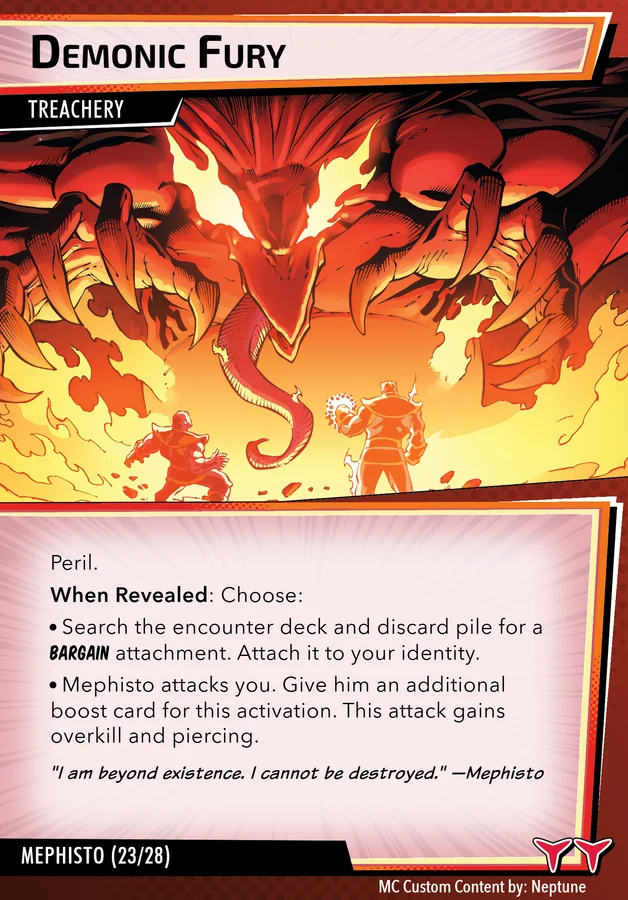 Demonic Fury
TREACHERY
Peril.
When Revealed: Choose:
• Search the encounter deck and discard pile for a
BARGAIN attachment. Attach it to your identity.
• Mephisto attacks you. Give him an additional
boost card for this activation. This attack gains
overkill and piercing.
"I am beyond existence. I cannot be destroyed." —Mephisto
MEPHISTO (23/28)
MC Custom Content by: Neptune